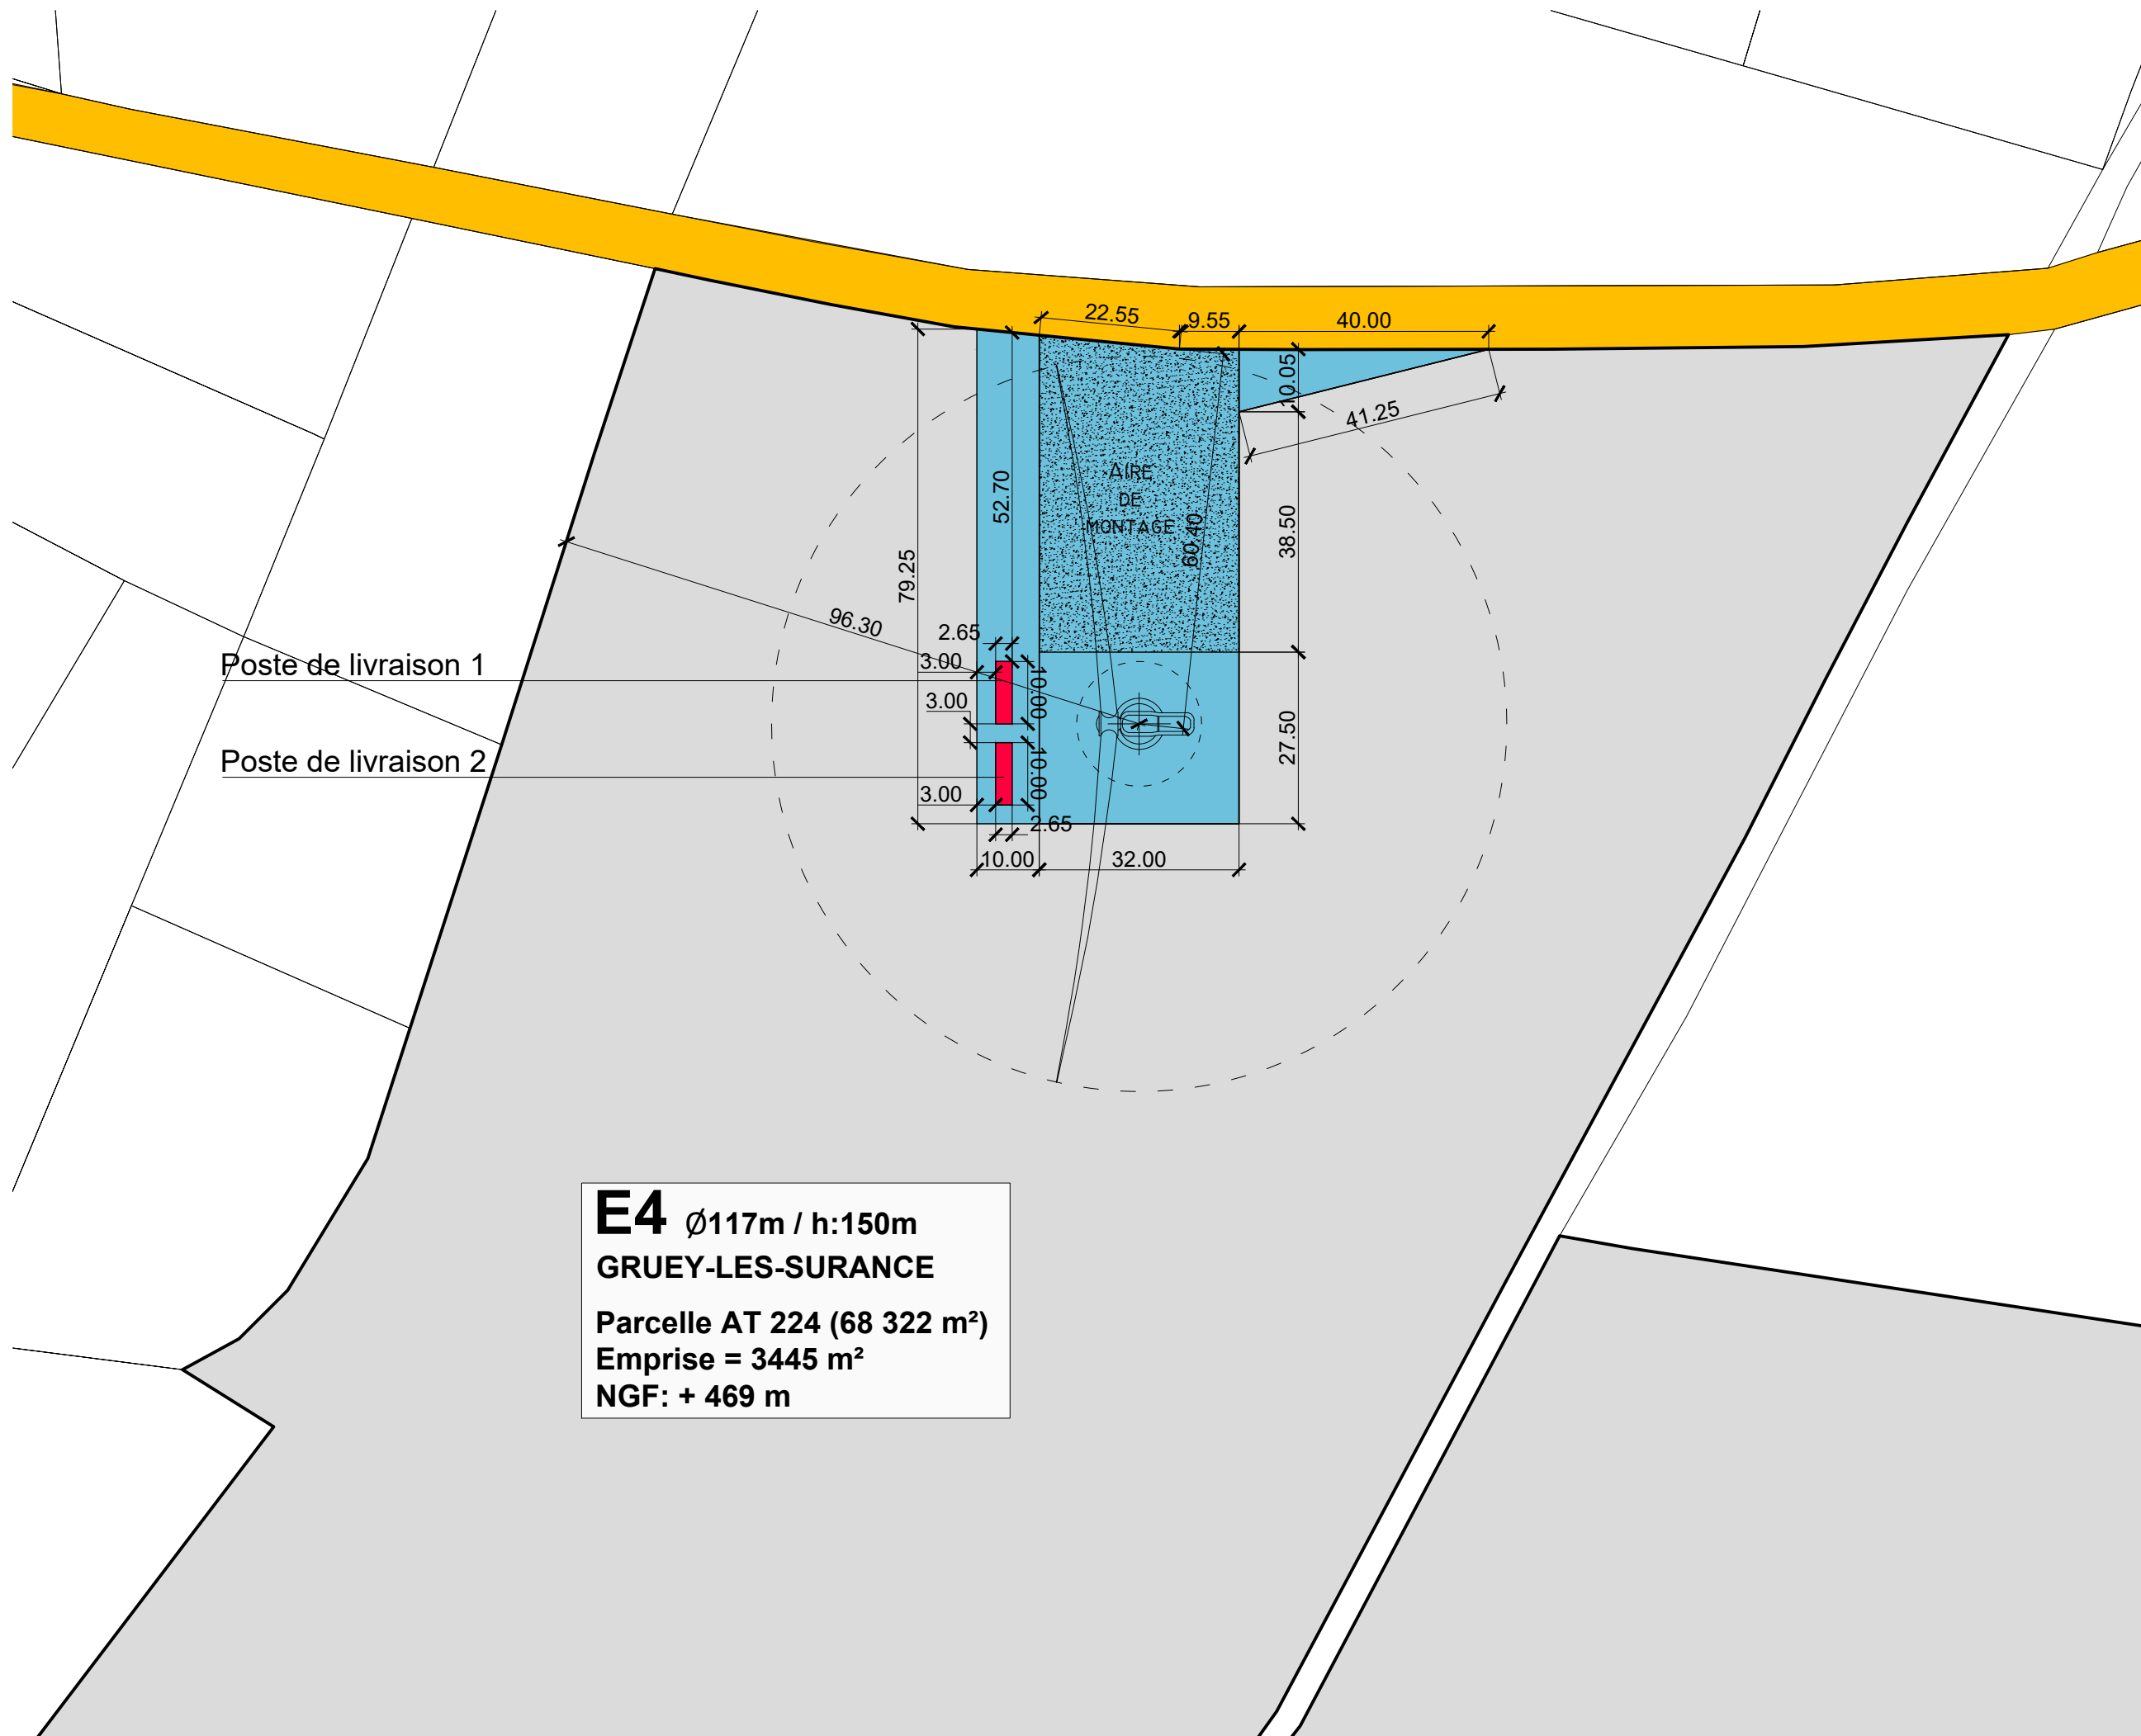 22.55
9.55
40.00
10.05
41.25
52.70
AIRE
DE
MONTAGE
60.40
38.50
79.25
96.30
2.65
Poste de livraison 1
3.00
10.00
3.00
27.50
Poste de livraison 2
10.00
3.00
2.65
10.00
32.00
E4 Ø117m / h:150m
GRUEY-LES-SURANCE
Parcelle AT 224 (68 322 m²)
Emprise = 3445 m²
NGF: + 469 m